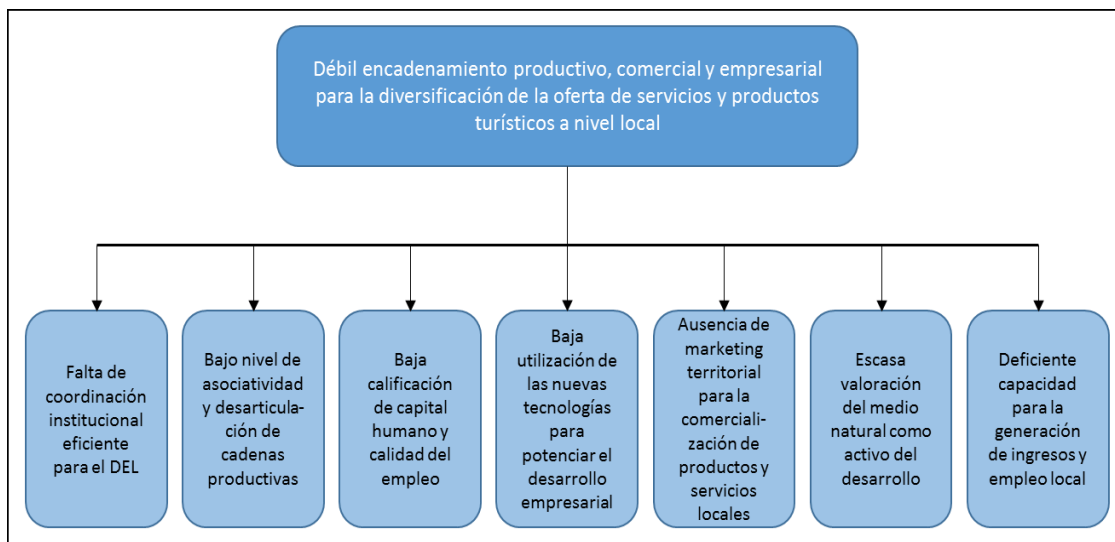 Débil encadenamiento productivo, comercial y empresarial
para la diversificación de la oferta de servicios y productos
turísticos a nivel local
Falta de
coordinación
institucional
eficiente
para el DEL
Bajo nivel de
asociatividad
y desarticula-
ción de
cadenas
productivas
Baja
calificación
de capital
humano y
calidad del
empleo
Baja
utilización de
las nuevas
tecnologías
para
potenciar el
desarrollo
empresarial
Ausencia de
marketing
territorial
para la
comerciali-
zación de
productos y
servicios
locales
Escasa
valoración
del medio
natural como
activo del
desarrollo
Deficiente
capacidad
para la
generación
de ingresos y
empleo local